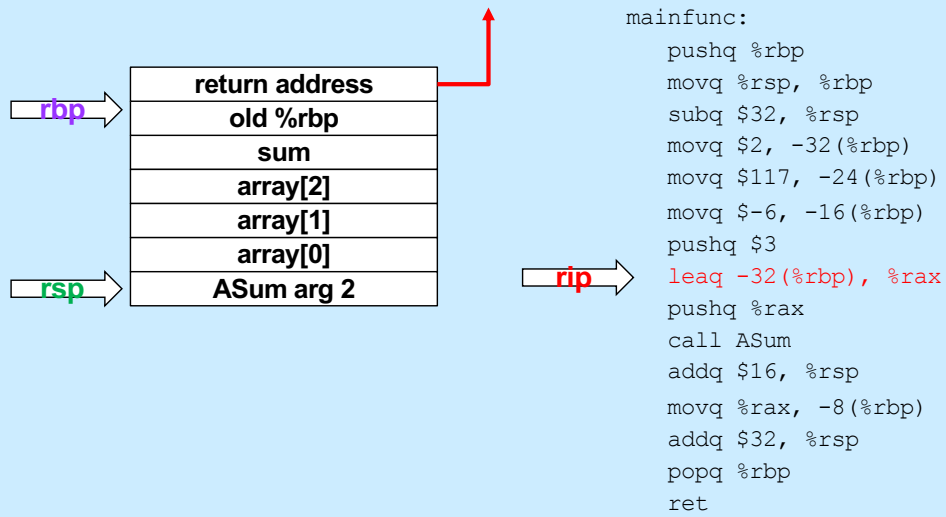 return address
rbp
old %rbp
sum
array[2]
array[1]
array[0]
rsp
ASum arg 2
mainfunc:
pushq %rbp
movq %rsp, %rbp
subq $32, %rsp
movq $2, -32(%rbp)
movq $117, -24(%rbp)
movq $-6, -16(%rbp)
pushq $3
rip
leaq -32(%rbp), %rax
pushq %rax
call ASum
addq $16, %rsp
movq %rax, -8(%rbp)
addq $32, %rsp
popq %rbp
ret